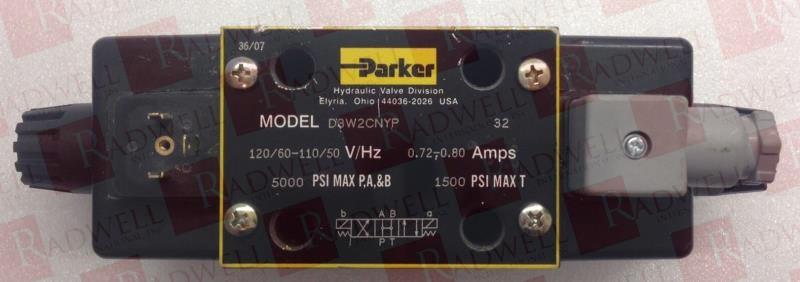 36/07
Parker
Hydraulic Valve Division
Elyria, Ohio 44036-2026 USA
MODEL D3W2CNYP 32
120/60-110/50 V/Hz 0.72-0.80 Amps
5000 PSI MAX P,A,&B 1500 PSI MAX T
b A B a
P T
RADWELL